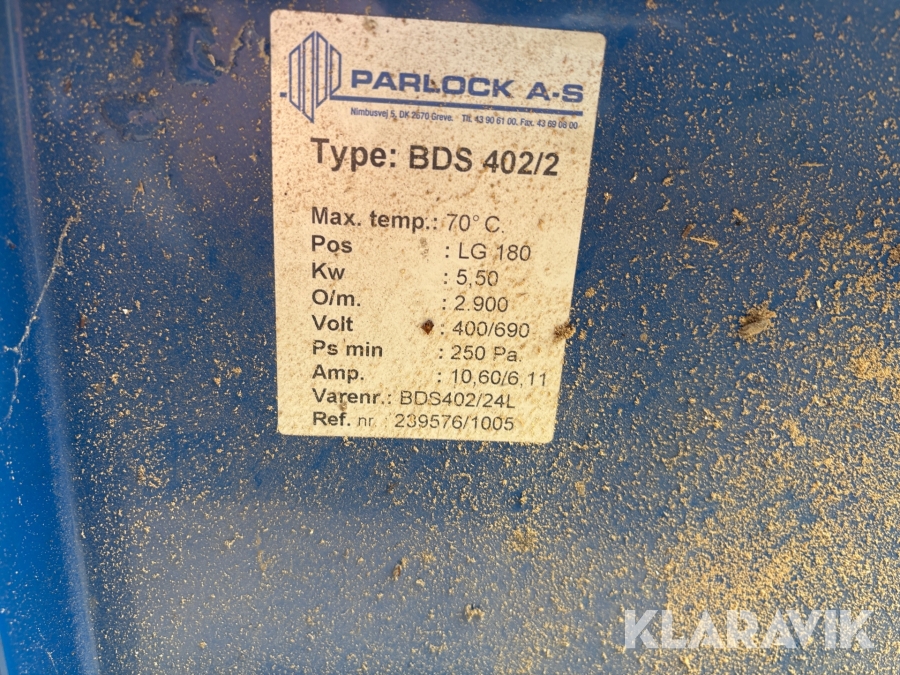 PARLOCK A-S
Nimbusvej 5, DK 2670 Greve. Tlf. 43 90 61 00. Fax. 43 69 08 00
Type: BDS 402/2
Max. temp.: 70° C.
Pos : LG 180
Kw : 5,50
O/m. : 2.900
Volt : 400/690
Ps min : 250 Pa.
Amp. : 10,60/6,11
Varenr.: BDS402/24L
Ref. nr. : 239576/1005
KLARAVIK